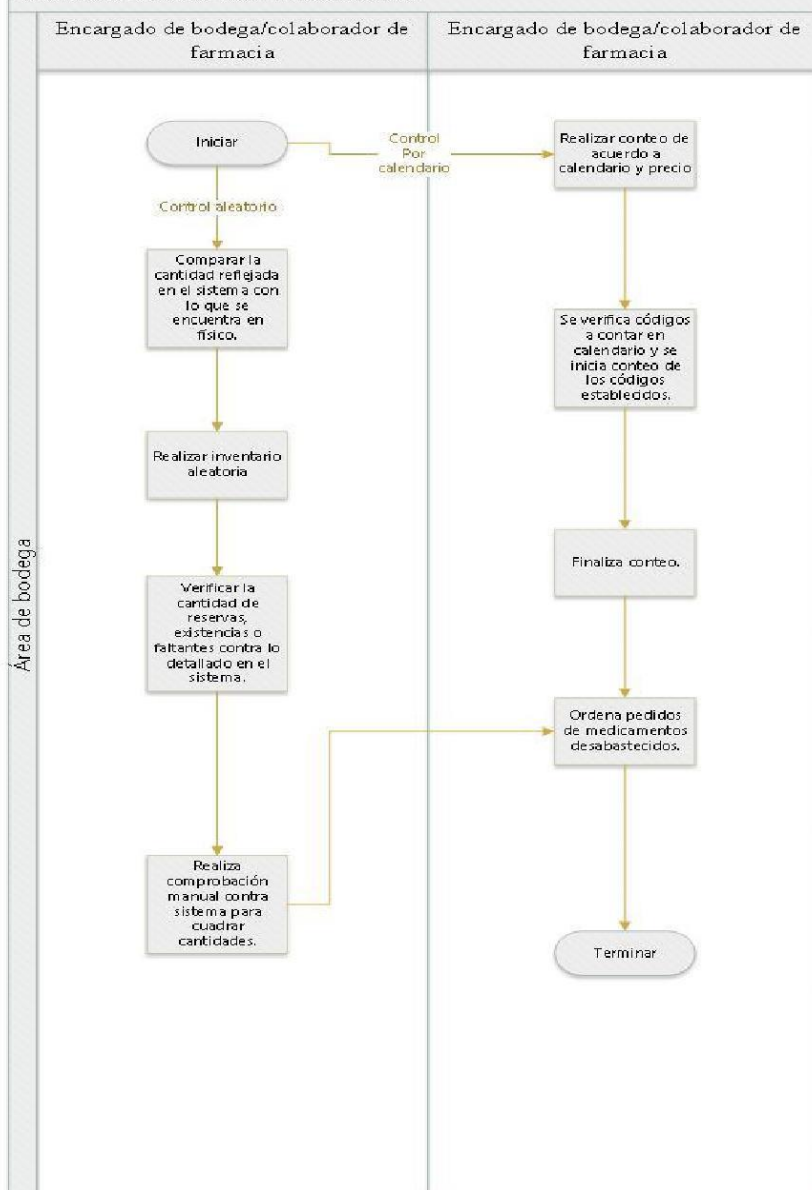 Encargado de bodega/colaborador de
farmacia
Encargado de bodega/colaborador de
farmacia
Área de bodega
Iniciar
Control
Por
calendario
Realizar conteo de
acuerdo a
calendario y precio
Control aleatorio
Comparar la
cantidad reflejada
en el sistema con
lo que se
encuentra en
físico.
Se verifica códigos
a contar en
calendario y se
inicia conteo de
los códigos
establecidos.
Realizar inventario
aleatoria
Finaliza conteo.
Verificar la
cantidad de
reservas,
existencias o
faltantes contra lo
detallado en el
sistema.
Ordena pedidos
de medicamentos
desabastecidos.
Realiza
comprobación
manual contra
sistema para
cuadrar
cantidades.
Terminar